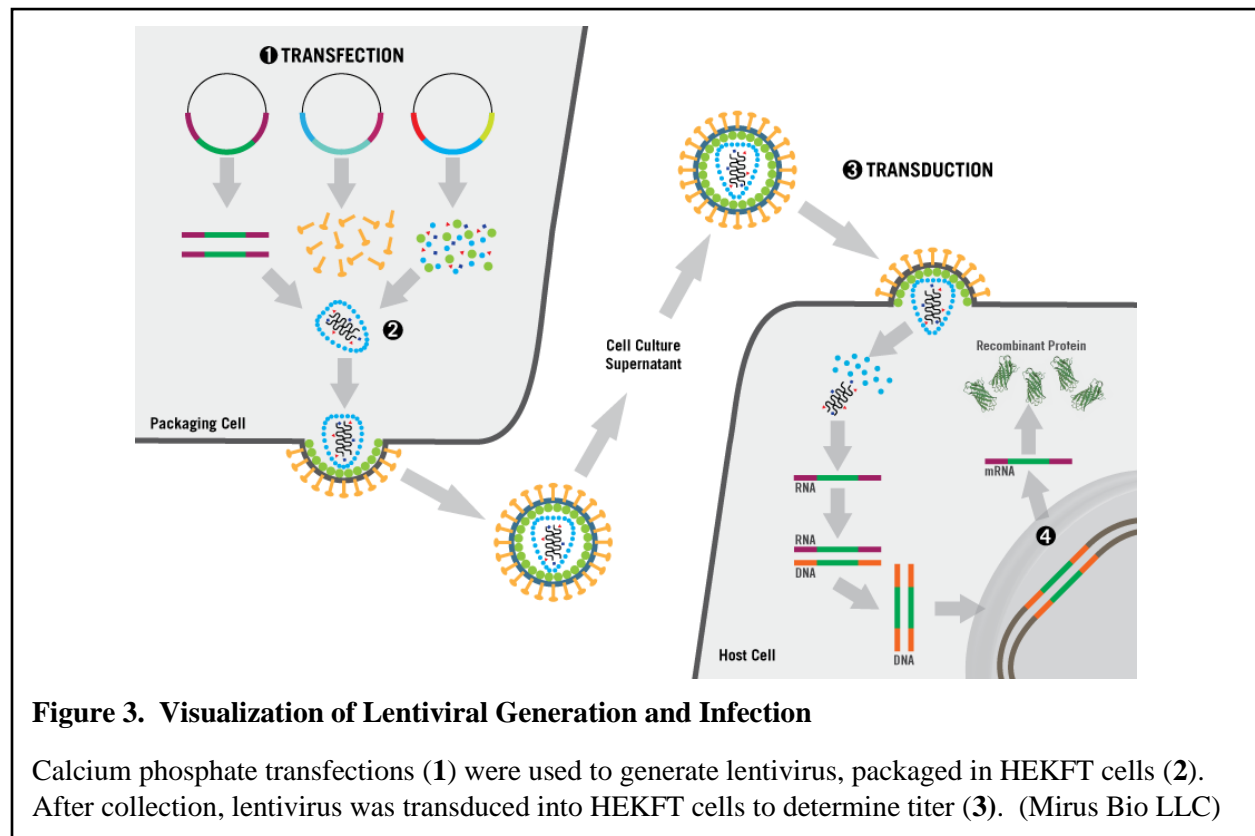 ❶ TRANSFECTION
❷
Packaging Cell
Cell Culture
Supernatant
❸ TRANSDUCTION
Recombinant Protein
mRNA
RNA
RNA
DNA
DNA
❹
Host Cell
Figure 3. Visualization of Lentiviral Generation and Infection
Calcium phosphate transfections (1) were used to generate lentivirus, packaged in HEKFT cells (2).
After collection, lentivirus was transduced into HEKFT cells to determine titer (3). (Mirus Bio LLC)